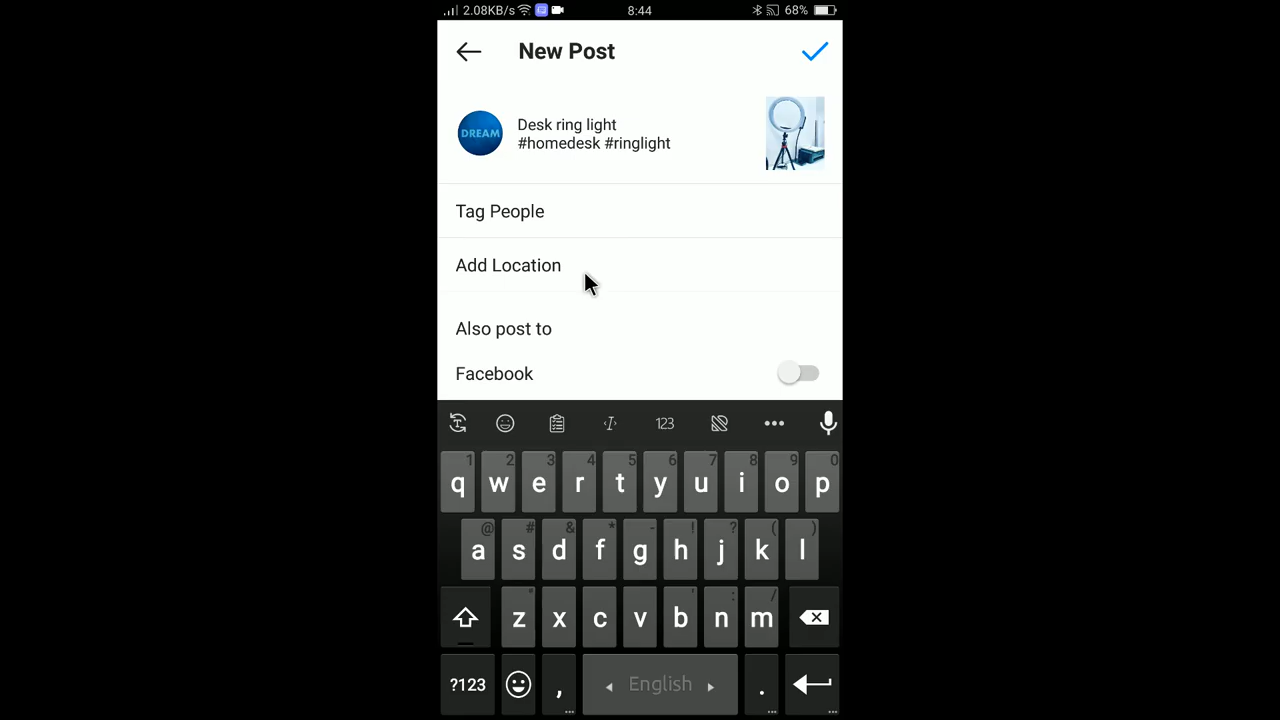 2.08KB/s 8:44 68%
New Post
DREAM
Desk ring light
#homedesk #ringlight
Tag People
Add Location
Also post to
Facebook
123
1 2 3 4 5 6 7 8 9 0
q w e r t y u i o p
@ # & * - ! ? ( )
a s d f g h j k l
' : /
z x c v b n m
?123 , English .